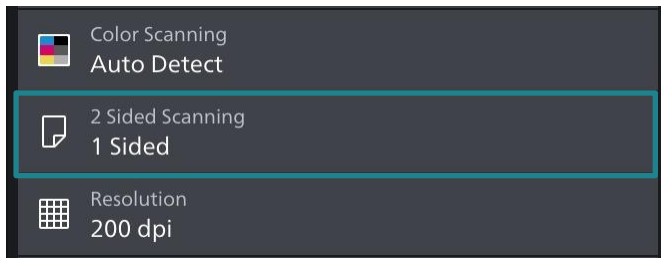 Color Scanning
Auto Detect
2 Sided Scanning
1 Sided
Resolution
200 dpi